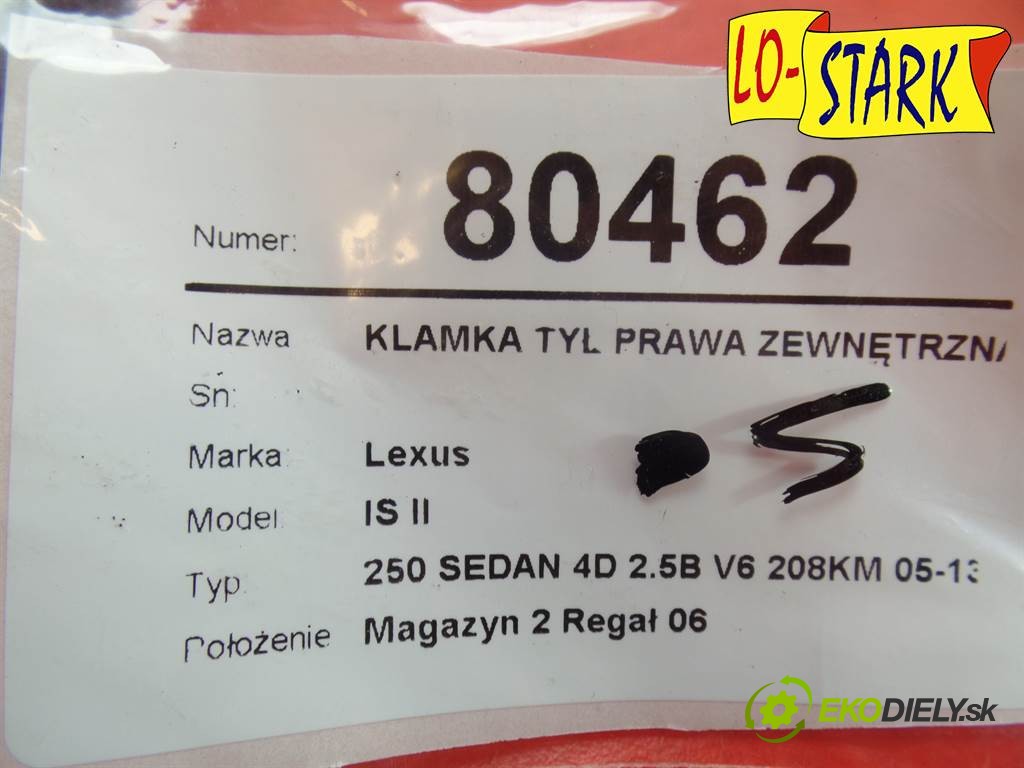 LO-STARK
Numer: 80462
Nazwa KLAMKA TYŁ PRAWA ZEWNĘTRZNA
Sn:
Marka: Lexus
Model: IS II
Typ: 250 SEDAN 4D 2.5B V6 208KM 05-13
Położenie Magazyn 2 Regał 06
EKODIELY.sk